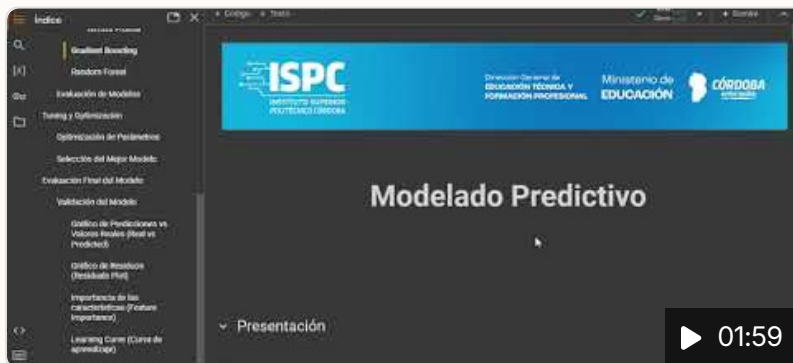 Índice
+ Código + Texto
Gradient Boosting
Random Forest
Evaluación de Modelos
Tuning y Optimización
Optimización de Parámetros
Selección del Mejor Modelo
Evaluación Final del Modelo
Validación del Modelo
Gráfico de Predicciones vs
Valores Reales (Real vs
Predicted)
Gráfico de Residuos
(Residuals Plot)
Importancia de las
características (Feature
Importance)
Learning Curve (Curva de
aprendizaje)
ISPC
INSTITUTO SUPERIOR
POLITÉCNICO CÓRDOBA
Dirección General de
EDUCACIÓN TÉCNICA Y
FORMACIÓN PROFESIONAL
Ministerio de
EDUCACIÓN
CÓRDOBA
Modelado Predictivo
Presentación
01:59